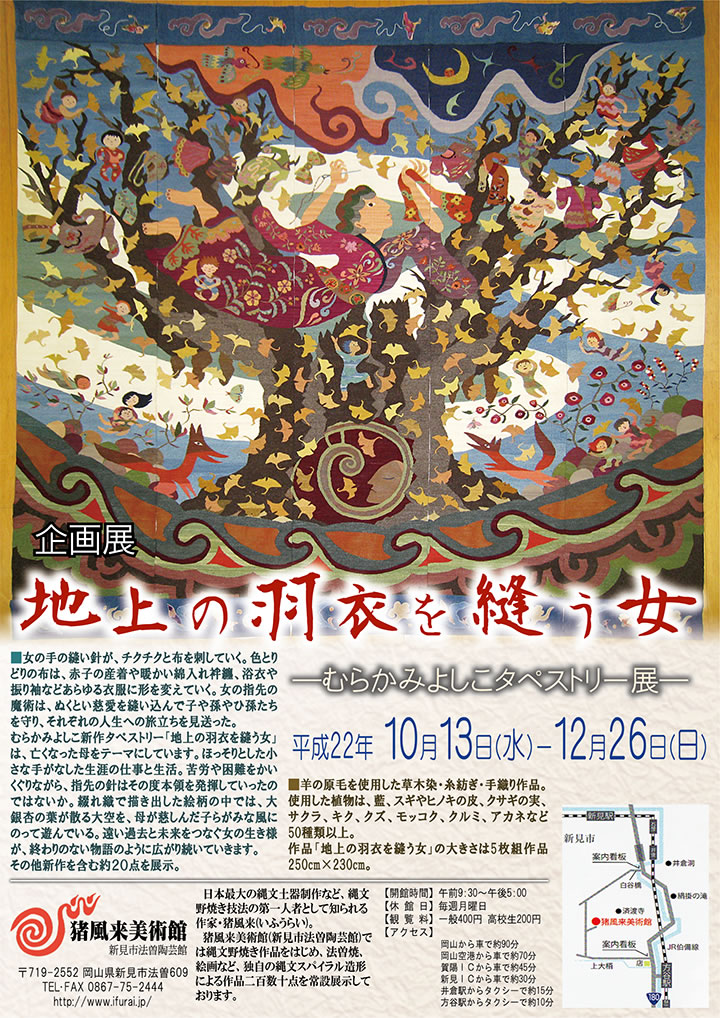 企画展
地上の羽衣を縫う女
―むらかみよしこタペストリー展―
平成22年 10月13日(水)－12月26日(日)
■女の手の縫い針が、チクチクと布を刺していく。色とり
どりの布は、赤子の産着や暖かい綿入れ袢纏、浴衣や
振り袖などあらゆる衣服に形を変えていく。女の指先の
魔術は、ぬくとい慈愛を縫い込んで子や孫やひ孫たち
を守り、それぞれの人生への旅立ちを見送った。
むらかみよしこ新作タペストリー「地上の羽衣を縫う女」
は、亡くなった母をテーマにしています。ほっそりとした小
さな手がなした生涯の仕事と生活。苦労や困難をかい
くぐりながら、指先の針はその度本領を発揮していったの
ではないか。綴れ織で描き出した絵柄の中では、大
銀杏の葉が散る大空を、母が慈しんだ子らがみな風に
のって遊んでいる。遠い過去と未来をつなぐ女の生き様
が、終わりのない物語のように広がり続いていきます。
その他新作を含む約20点を展示。
■羊の原毛を使用した草木染・糸紡ぎ・手織り作品。
使用した植物は、藍、スギやヒノキの皮、クサギの実、
サクラ、キク、クズ、モッコク、クルミ、アカネなど
50種類以上。
作品「地上の羽衣を縫う女」の大きさは5枚組作品
250cm×230cm。
猪風来美術館
新見市法曽陶芸館
〒719-2552 岡山県新見市法曽609
TEL・FAX 0867-75-2444
http://www.ifurai.jp/
日本最大の縄文土器制作など、縄文
野焼き技法の第一人者として知られる
作家・猪風来(いふうらい)。
猪風来美術館(新見市法曽陶芸館)で
は縄文野焼き作品をはじめ、法曽焼、
絵画など、独自の縄文スパイラル造形
による作品二百数十点を常設展示して
おります。
【開館時間】 午前9:30～午後5:00
【休 館 日】 毎週月曜日
【観 覧 料】 一般400円 高校生200円
【アクセス】
岡山から車で約90分
岡山空港から車で約70分
賀陽ＩＣから車で約45分
新見ＩＣから車で約30分
井倉駅からタクシーで約15分
方谷駅からタクシーで約10分
新見駅
新見市
案内看板
井倉洞
白谷橋
絹掛の滝
済渡寺
猪風来美術館
案内看板
JR伯備線
上大栢
店
方谷駅
180